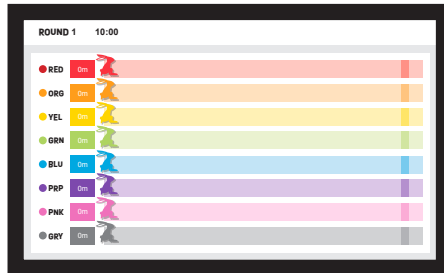 ROUND 1 10:00
RED 0m
ORG 0m
YEL 0m
GRN 0m
BLU 0m
PRP 0m
PNK 0m
GRY 0m